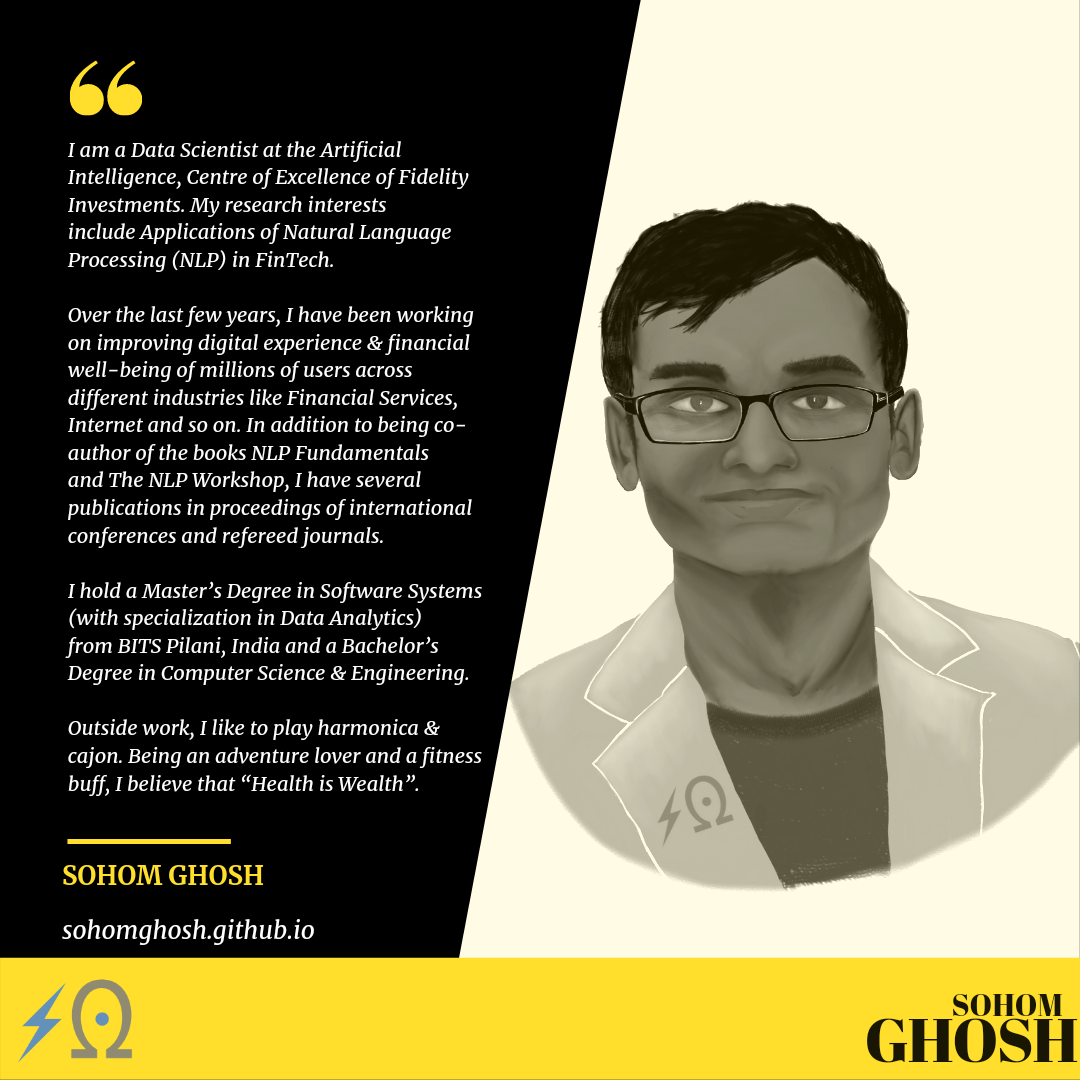 I am a Data Scientist at the Artificial
Intelligence, Centre of Excellence of Fidelity
Investments. My research interests
include Applications of Natural Language
Processing (NLP) in FinTech.
Over the last few years, I have been working
on improving digital experience & financial
well-being of millions of users across
different industries like Financial Services,
Internet and so on. In addition to being co-
author of the books NLP Fundamentals
and The NLP Workshop, I have several
publications in proceedings of international
conferences and refereed journals.
I hold a Master’s Degree in Software Systems
(with specialization in Data Analytics)
from BITS Pilani, India and a Bachelor’s
Degree in Computer Science & Engineering.
Outside work, I like to play harmonica &
cajon. Being an adventure lover and a fitness
buff, I believe that “Health is Wealth”.
SOHOM GHOSH
sohomghosh.github.io
SOHOM
GHOSH